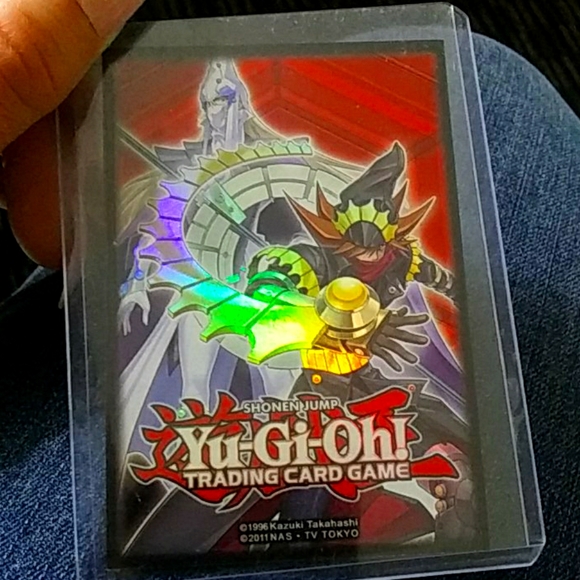 SHONEN JUMP
Yu-Gi-Oh!
TRADING CARD GAME
©1996 Kazuki Takahashi
©2011 NAS • TV TOKYO